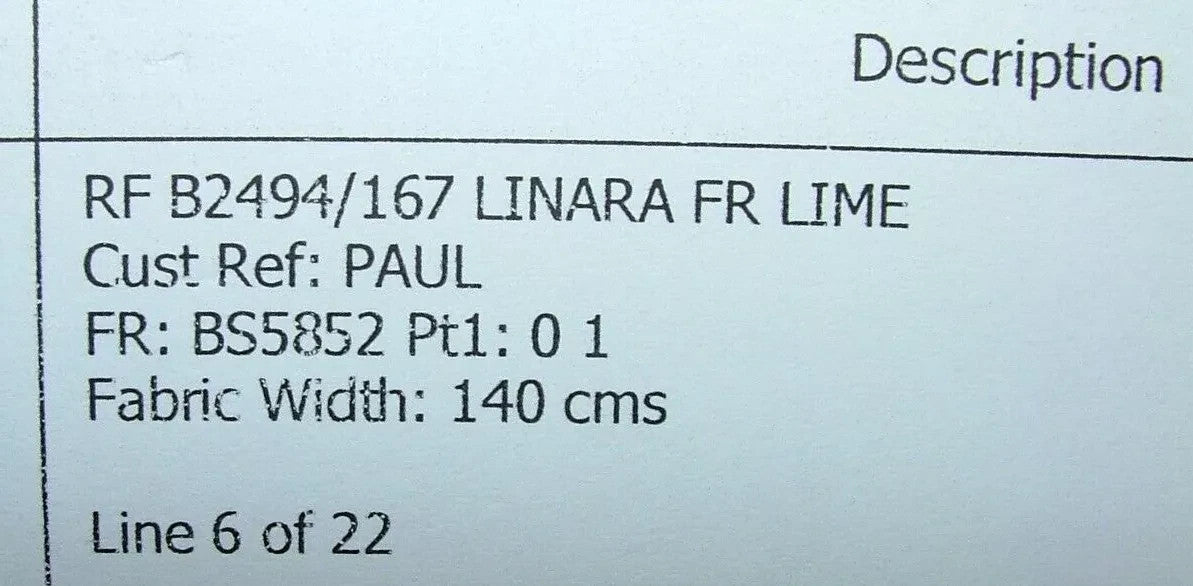 Description
RF B2494/167 LINARA FR LIME
Cust Ref: PAUL
FR: BS5852 Pt1: 0 1
Fabric Width: 140 cms
Line 6 of 22